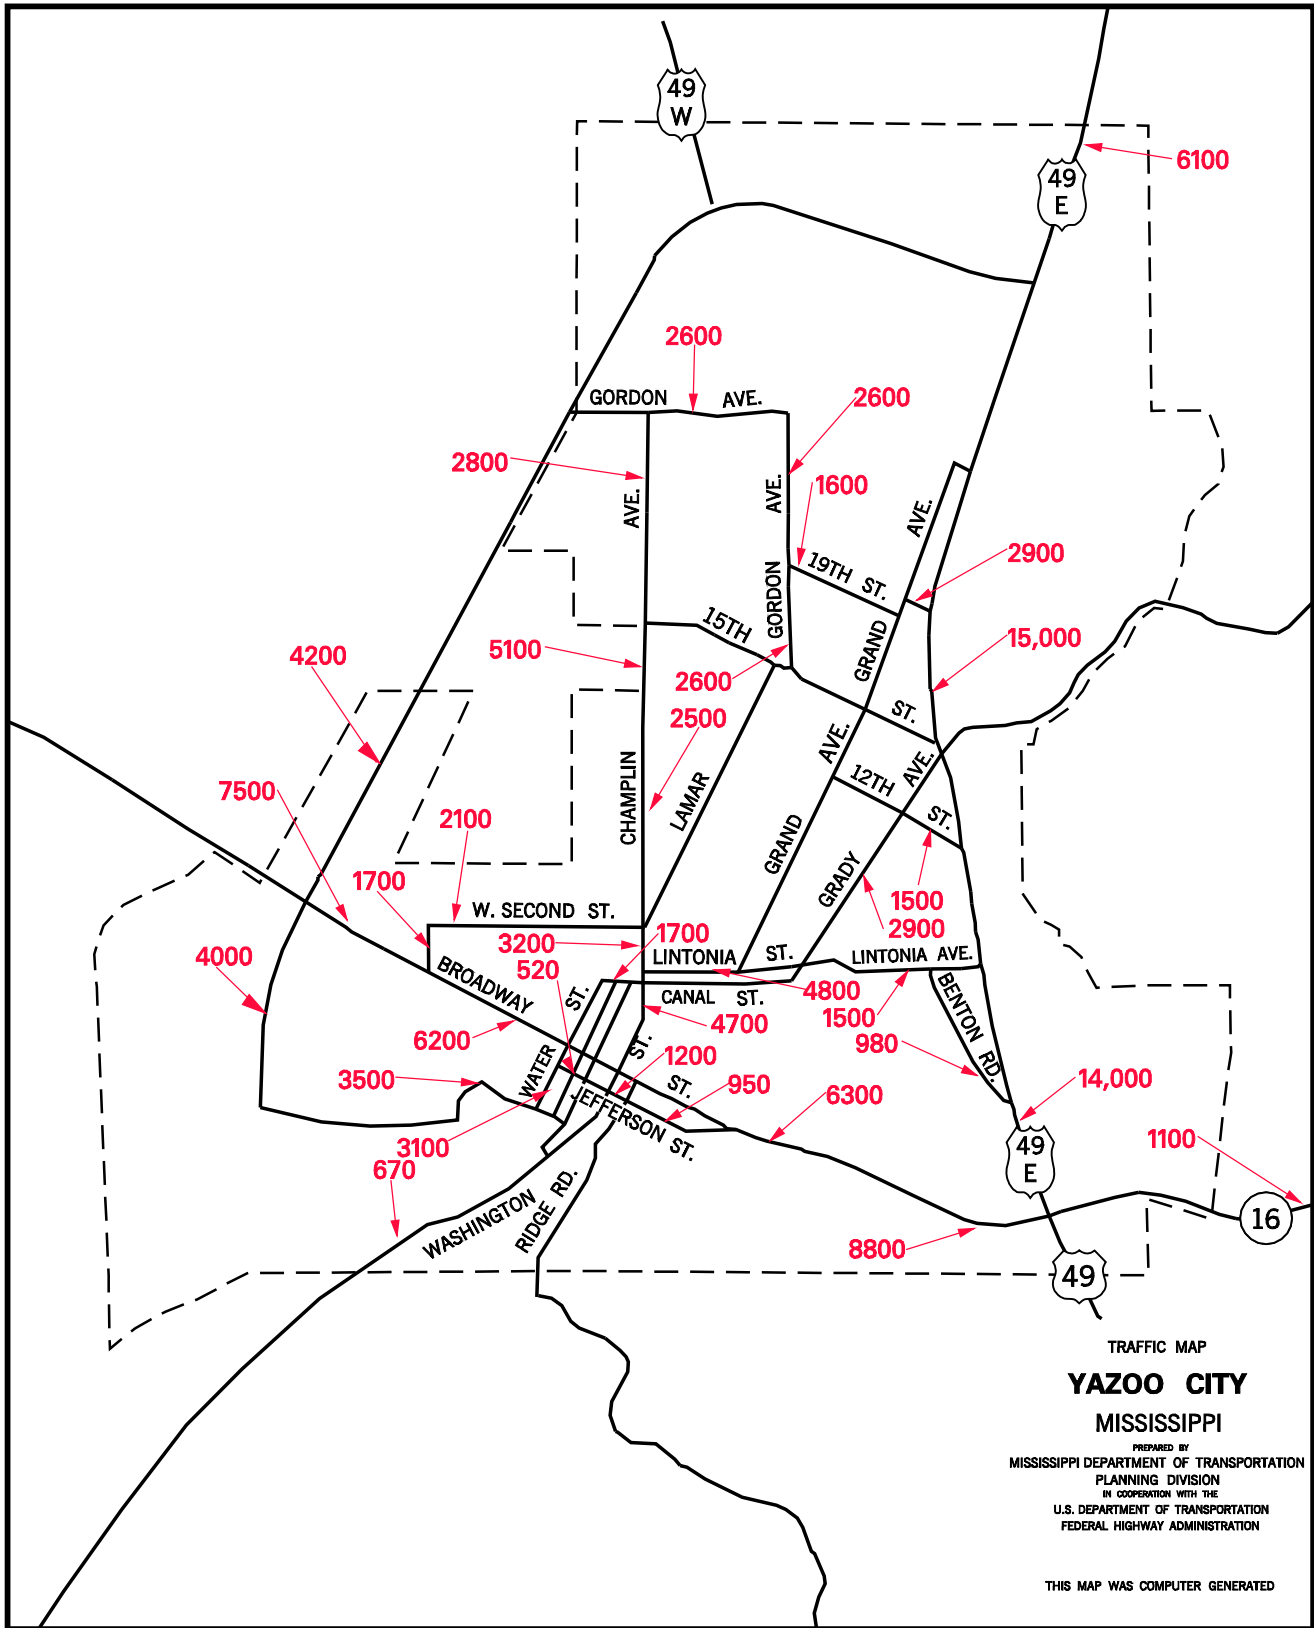 49
W
49
E
6100
2600
GORDON AVE.
2600
2800
AVE.
AVE.
1600
AVE.
19TH ST.
2900
GORDON
15TH
GRAND
15,000
5100
4200
2600
2500
ST.
AVE.
CHAMPLIN
LAMAR
12TH
AVE.
ST.
7500
2100
GRAND
GRADY
1700
1500
2900
W. SECOND ST.
3200
1700
LINTONIA ST.
LINTONIA AVE.
4000
520
BROADWAY
ST.
CANAL ST.
4800
1500
BENTON RD.
4700
980
6200
ST.
1200
WATER
ST.
950
3500
JEFFERSON ST.
6300
14,000
3100
670
49
E
1100
WASHINGTON
RIDGE RD.
16
8800
49
TRAFFIC MAP
YAZOO CITY
MISSISSIPPI
PREPARED BY
MISSISSIPPI DEPARTMENT OF TRANSPORTATION
PLANNING DIVISION
IN COOPERATION WITH THE
U.S. DEPARTMENT OF TRANSPORTATION
FEDERAL HIGHWAY ADMINISTRATION
THIS MAP WAS COMPUTER GENERATED